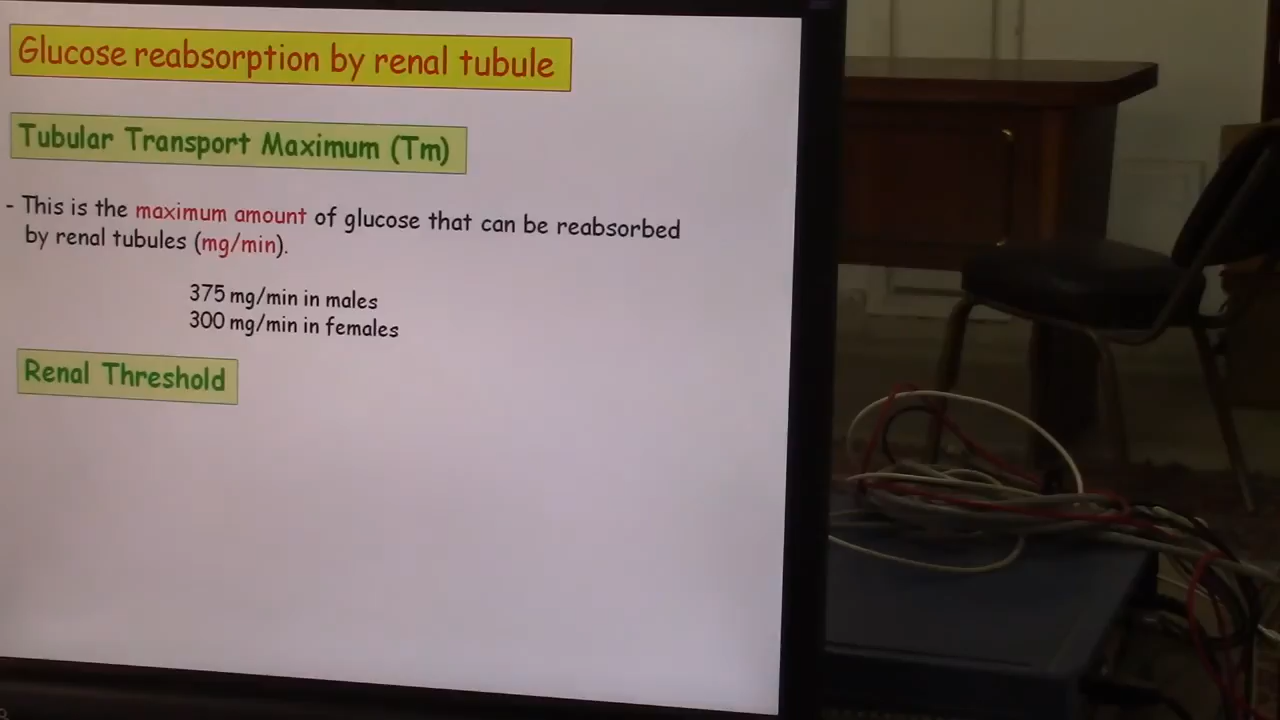 Glucose reabsorption by renal tubule
Tubular Transport Maximum (Tm)
- This is the maximum amount of glucose that can be reabsorbed
by renal tubules (mg/min).
375 mg/min in males
300 mg/min in females
Renal Threshold